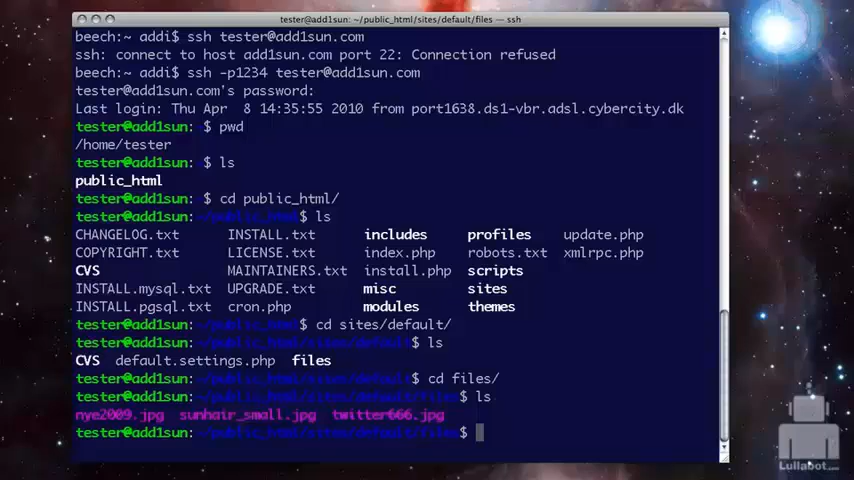 tester@add1sun: ~/public_html/sites/default/files — ssh
beech:~ addi$ ssh tester@add1sun.com
ssh: connect to host add1sun.com port 22: Connection refused
beech:~ addi$ ssh -p1234 tester@add1sun.com
tester@add1sun.com's password:
Last login: Thu Apr  8 14:35:55 2010 from port1638.ds1-vbr.adsl.cybercity.dk
tester@add1sun:~$ pwd
/home/tester
tester@add1sun:~$ ls
public_html
tester@add1sun:~$ cd public_html/
tester@add1sun:~/public_html$ ls
CHANGELOG.txt      INSTALL.txt      includes     profiles    update.php
COPYRIGHT.txt      LICENSE.txt      index.php    robots.txt  xmlrpc.php
CVS                MAINTAINERS.txt  install.php  scripts
INSTALL.mysql.txt  UPGRADE.txt      misc         sites
INSTALL.pgsql.txt  cron.php         modules      themes
tester@add1sun:~/public_html$ cd sites/default/
tester@add1sun:~/public_html/sites/default$ ls
CVS  default.settings.php  files
tester@add1sun:~/public_html/sites/default$ cd files/
tester@add1sun:~/public_html/sites/default/files$ ls
nye2009.jpg  sunhair_small.jpg  twitter666.jpg
tester@add1sun:~/public_html/sites/default/files$
Lullabot.com